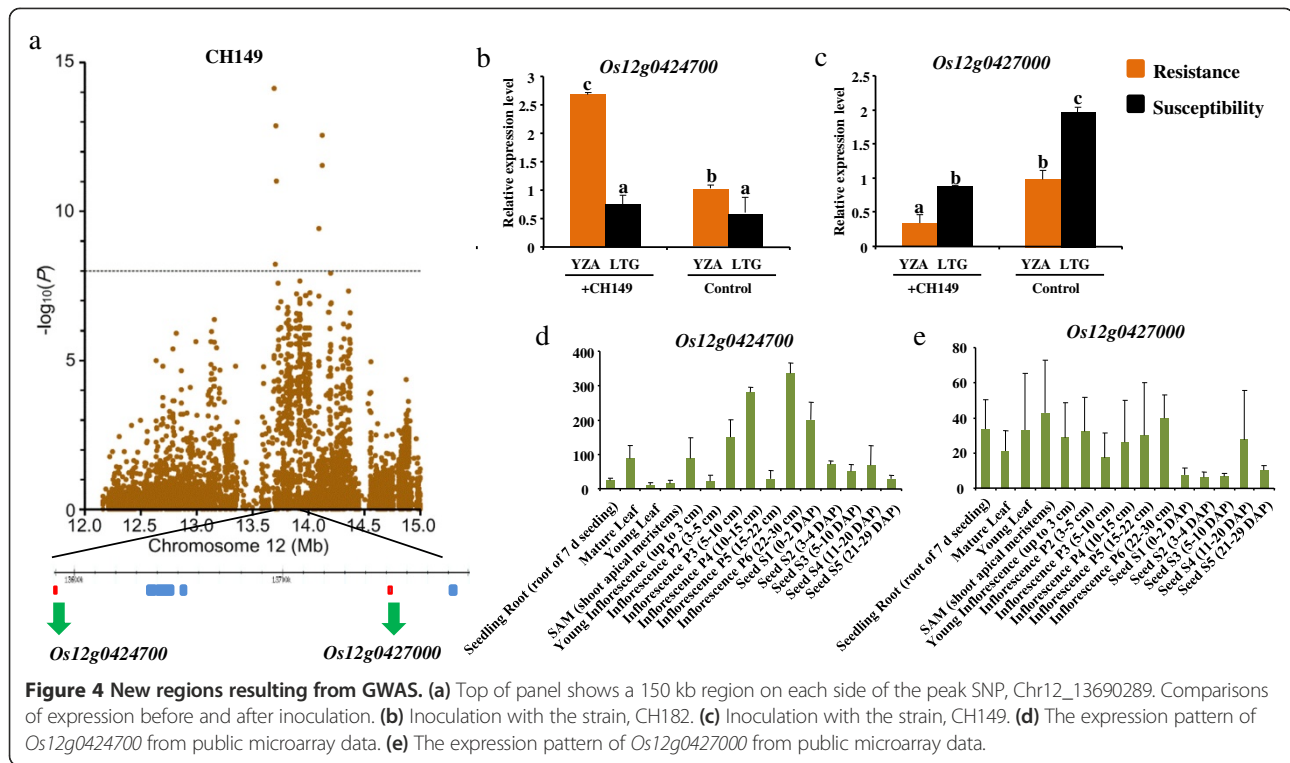 a
CH149
15
10
5
0
-log10(P)
12.0 12.5 13.0 13.5 14.0 14.5 15.0
Chromosome 12 (Mb)
Os12g0424700
Os12g0427000
b
Os12g0424700
3
2.5
2
1.5
1
0.5
0
Relative expression level
c
a
b
a
YZA LTG YZA LTG
+CH149 Control
c
Os12g0427000
2.5
2
1.5
1
0.5
0
Relative expression level
a
b
b
c
YZA LTG YZA LTG
+CH149 Control
Resistance
Susceptibility
d
Os12g0424700
400
300
200
100
0
Seedling Root (root of 7 d seeding)
Mature Leaf
Young Leaf
SAM (shoot apical meristems)
Young Inflorescence (up to 3 cm)
Inflorescence P2 (3-5 cm)
Inflorescence P3 (5-10 cm)
Inflorescence P4 (10-15 cm)
Inflorescence P5 (15-22 cm)
Inflorescence P6 (22-30 cm)
Seed S1 (0-2 DAP)
Seed S2 (3-4 DAP)
Seed S3 (5-10 DAP)
Seed S4 (11-20 DAP)
Seed S5 (21-29 DAP)
e
Os12g0427000
80
60
40
20
0
Seedling Root (root of 7 d seeding)
Mature Leaf
Young Leaf
SAM (shoot apical meristems)
Young Inflorescence (up to 3 cm)
Inflorescence P2 (3-5 cm)
Inflorescence P3 (5-10 cm)
Inflorescence P4 (10-15 cm)
Inflorescence P5 (15-22 cm)
Inflorescence P6 (22-30 cm)
Seed S1 (0-2 DAP)
Seed S2 (3-4 DAP)
Seed S3 (5-10 DAP)
Seed S4 (11-20 DAP)
Seed S5 (21-29 DAP)
Figure 4 New regions resulting from GWAS. (a) Top of panel shows a 150 kb region on each side of the peak SNP, Chr12_13690289. Comparisons
of expression before and after inoculation. (b) Inoculation with the strain, CH182. (c) Inoculation with the strain, CH149. (d) The expression pattern of
Os12g0424700 from public microarray data. (e) The expression pattern of Os12g0427000 from public microarray data.